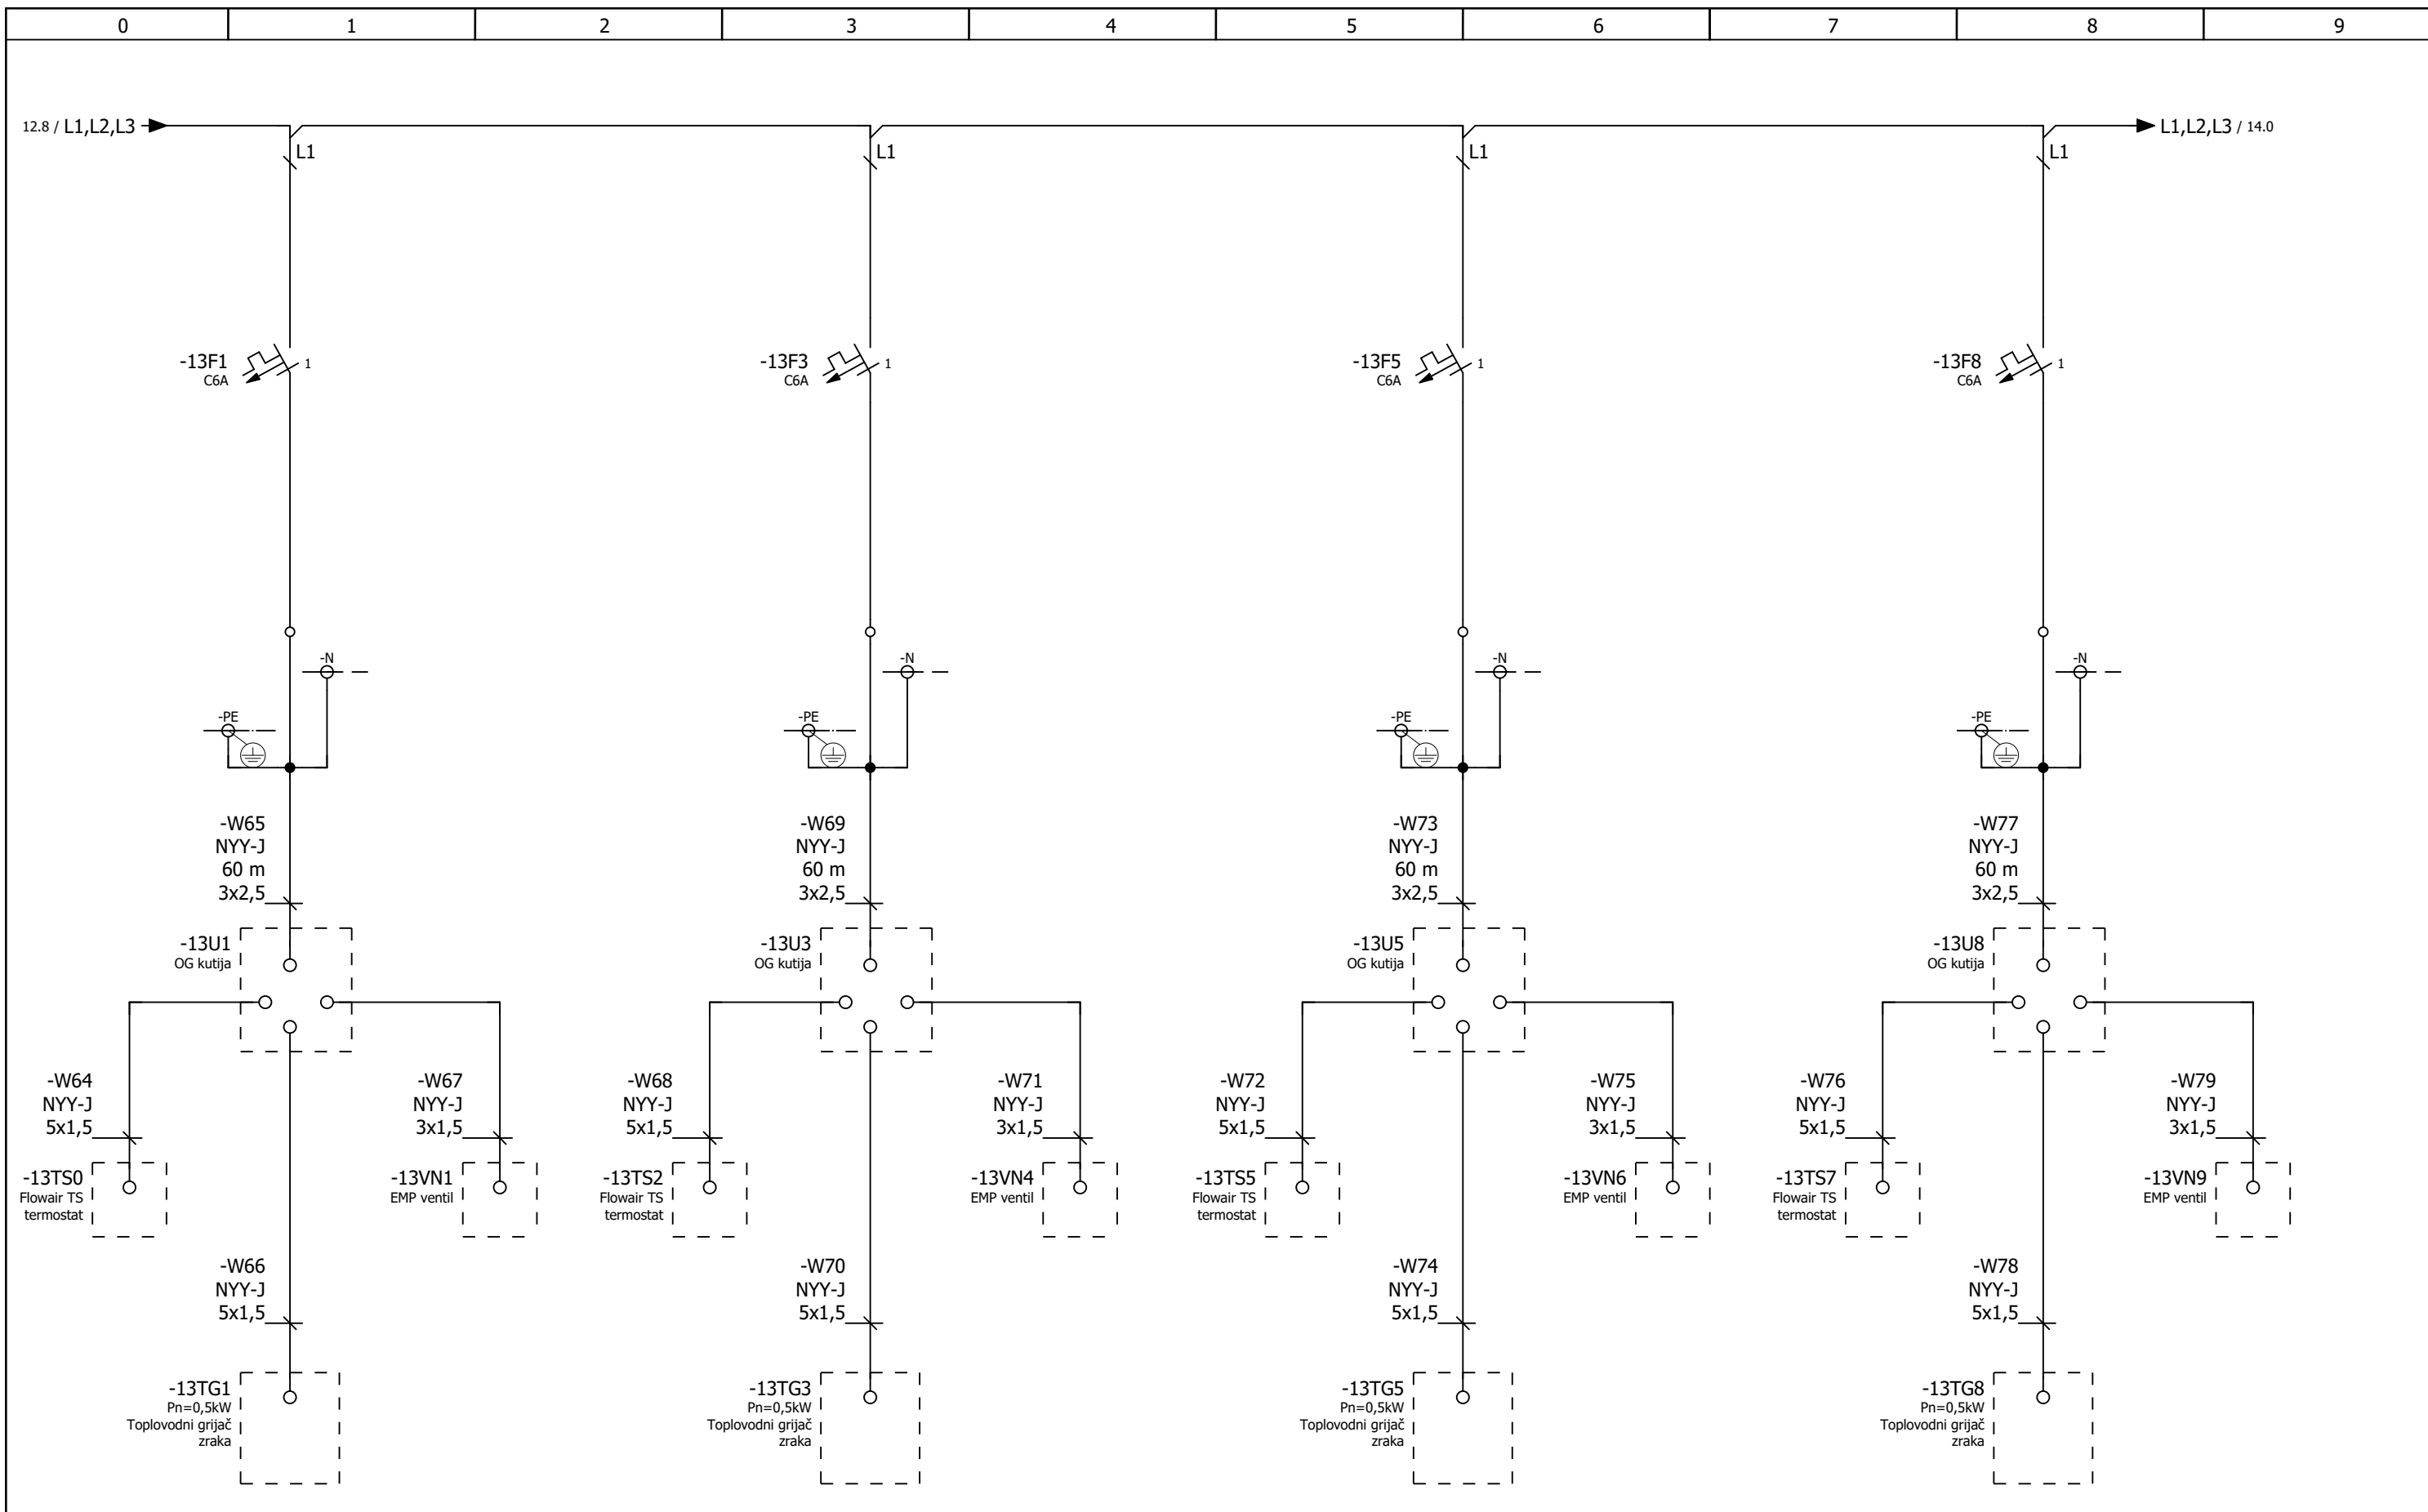 0 1 2 3 4 5 6 7 8 9
12.8 / L1,L2,L3 L1,L2,L3 / 14.0
L1 L1 L1 L1
-13F1 1 -13F3 1 -13F5 1 -13F8 1
C6A C6A C6A C6A
-N -N -N -N
-PE -PE -PE -PE
-W65 -W69 -W73 -W77
NYY-J NYY-J NYY-J NYY-J
60 m 60 m 60 m 60 m
3x2,5 3x2,5 3x2,5 3x2,5
-13U1 -13U3 -13U5 -13U8
OG kutija OG kutija OG kutija OG kutija
-W64 -W67 -W68 -W71 -W72 -W75 -W76 -W79
NYY-J NYY-J NYY-J NYY-J NYY-J NYY-J NYY-J NYY-J
5x1,5 3x1,5 5x1,5 3x1,5 5x1,5 3x1,5 5x1,5 3x1,5
-13TS0 -13VN1 -13TS2 -13VN4 -13TS5 -13VN6 -13TS7 -13VN9
Flowair TS EMP ventil Flowair TS EMP ventil Flowair TS EMP ventil Flowair TS EMP ventil
termostat termostat termostat termostat
-W66 -W70 -W74 -W78
NYY-J NYY-J NYY-J NYY-J
5x1,5 5x1,5 5x1,5 5x1,5
-13TG1 -13TG3 -13TG5 -13TG8
Pn=0,5kW Pn=0,5kW Pn=0,5kW Pn=0,5kW
Toplovodni grijač Toplovodni grijač Toplovodni grijač Toplovodni grijač
zraka zraka zraka zraka